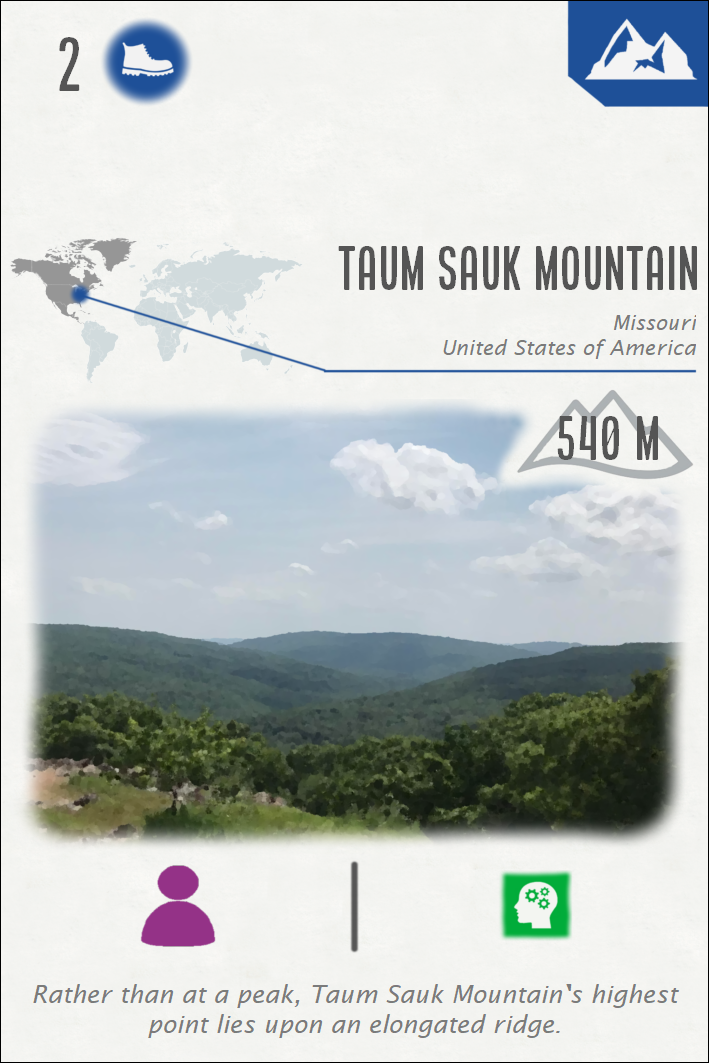 2
TAUM SAUK MOUNTAIN
Missouri
United States of America
540 M
Rather than at a peak, Taum Sauk Mountain's highest
point lies upon an elongated ridge.